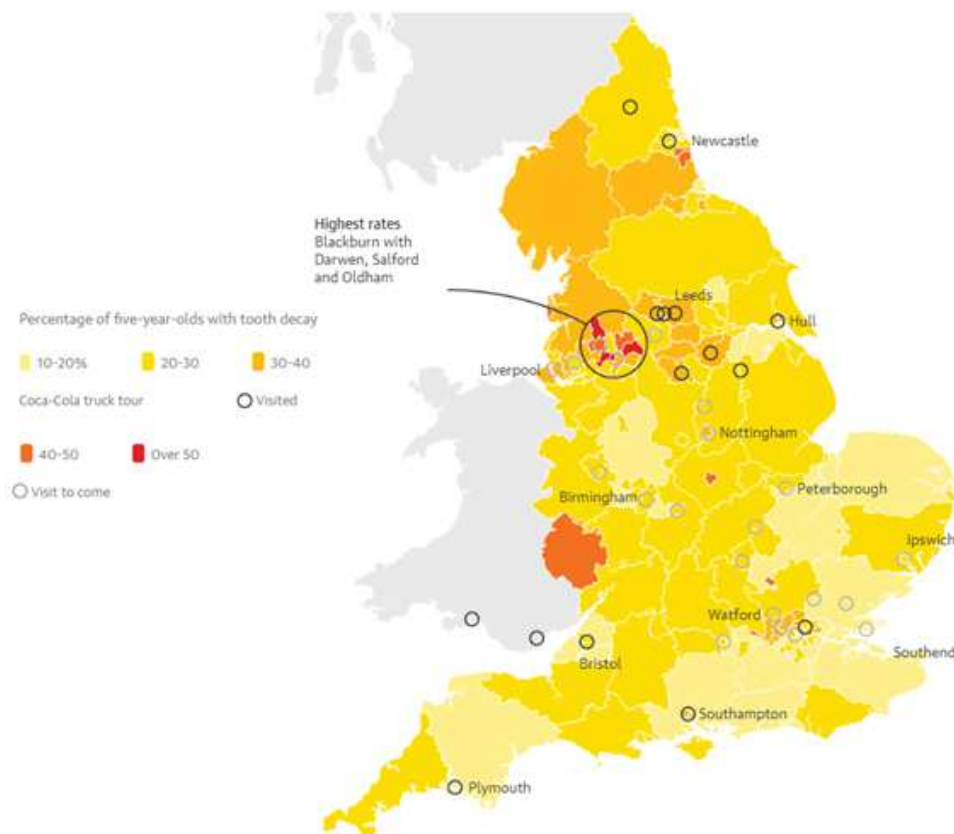 Newcastle
Highest rates
Blackburn with
Darwen, Salford
and Oldham
Leeds
Hull
Percentage of five-year-olds with tooth decay
10-20%
20-30
30-40
Liverpool
Coca-Cola truck tour
Visited
Nottingham
40-50
Over 50
Visit to come
Birmingham
Peterborough
Ipswich
Watford
Southend
Bristol
Southampton
Plymouth